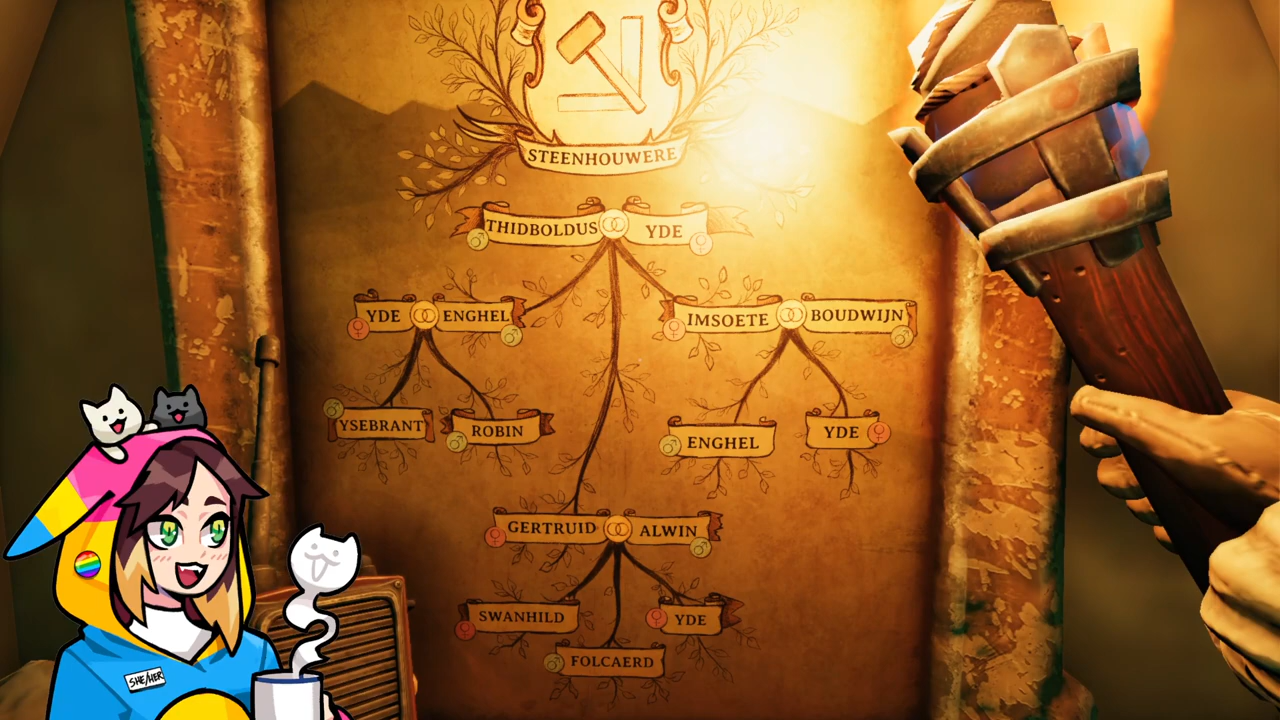 STEENHOUWERE
THIDBOLDUS YDE
YDE ENGHEL IMSOETE BOUDWIJN
YSEBRANT ROBIN ENGHEL YDE
GERTRUID ALWIN
SWANHILD YDE
FOLCAERD
SHE/HER